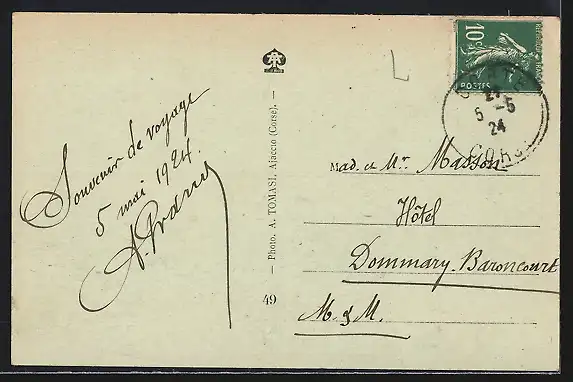 Souvenir de voyage
5 mai 1924.
— Photo. A. TOMASI, Ajaccio (Corse). —
49
L
10c
POSTES
5 -5
24
CORS
Mad. et Mr. Masson
Hôtel
Dommary-Baroncourt
M. & M.